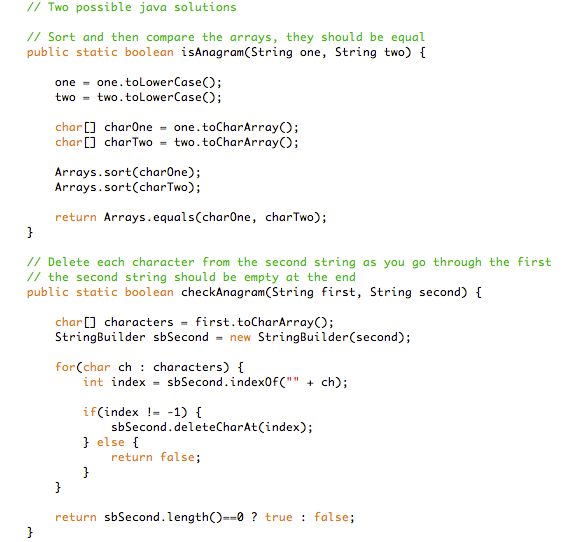 // Two possible java solutions
// Sort and then compare the arrays, they should be equal
public static boolean isAnagram(String one, String two) {
one = one.toLowerCase();
two = two.toLowerCase();
char[] charOne = one.toCharArray();
char[] charTwo = two.toCharArray();
Arrays.sort(charOne);
Arrays.sort(charTwo);
return Arrays.equals(charOne, charTwo);
}
// Delete each character from the second string as you go through the first
// the second string should be empty at the end
public static boolean checkAnagram(String first, String second) {
char[] characters = first.toCharArray();
StringBuilder sbSecond = new StringBuilder(second);
for(char ch : characters) {
int index = sbSecond.indexOf("" + ch);
if(index != -1) {
sbSecond.deleteCharAt(index);
} else {
return false;
}
}
return sbSecond.length()==0 ? true : false;
}